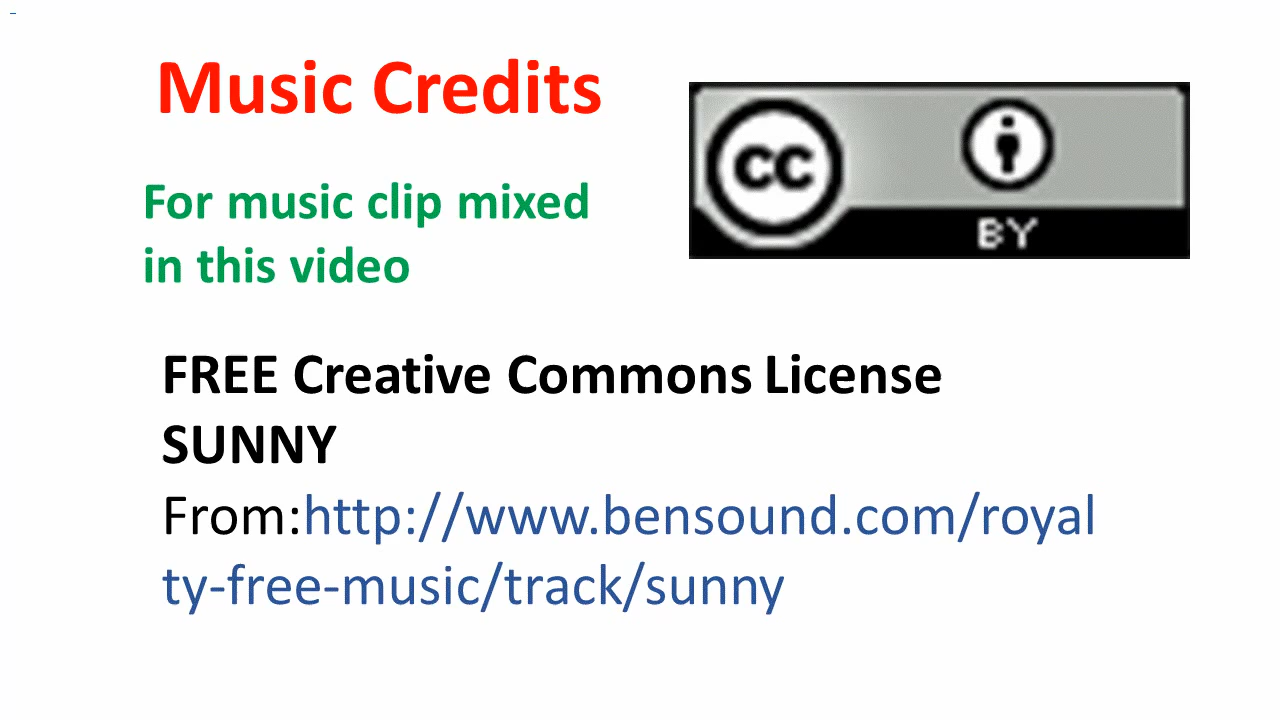 Music Credits
For music clip mixed
in this video
CC
BY
FREE Creative Commons License
SUNNY
From:http://www.bensound.com/royal
ty-free-music/track/sunny